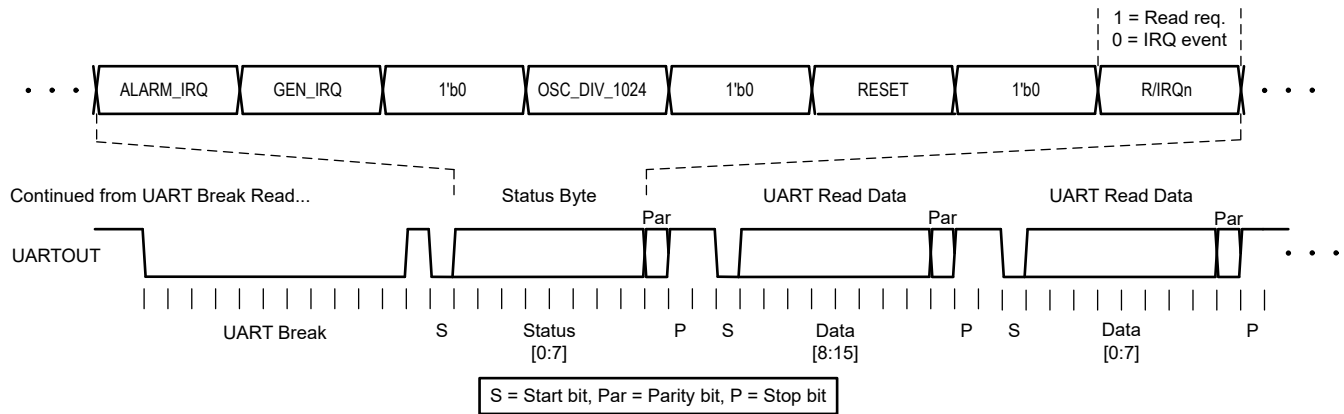 1 = Read req.
0 = IRQ event
• • • ALARM_IRQ GEN_IRQ 1'b0 OSC_DIV_1024 1'b0 RESET 1'b0 R/IRQn • • •
Continued from UART Break Read... Status Byte UART Read Data UART Read Data
Par Par Par
UARTOUT • • •
UART Break S Status P S Data P S Data P
[0:7] [8:15] [0:7]
S = Start bit, Par = Parity bit, P = Stop bit